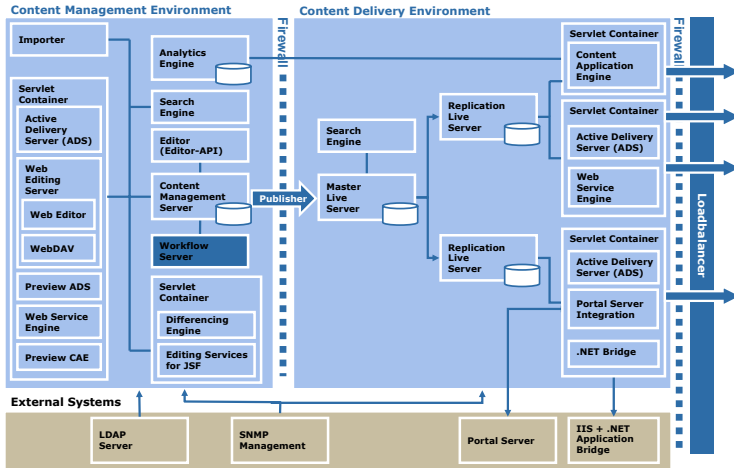 Content Management Environment
Content Delivery Environment
Importer
Servlet
Container
Active
Delivery
Server (ADS)
Web
Editing
Server
Web Editor
WebDAV
Preview ADS
Web Service
Engine
Preview CAE
Analytics
Engine
Search
Engine
Editor
(Editor-API)
Content
Management
Server
Workflow
Server
Servlet
Container
Differencing
Engine
Editing Services
for JSF
Firewall
Publisher
Search
Engine
Master
Live
Server
Replication
Live
Server
Replication
Live
Server
Servlet Container
Content
Application
Engine
Servlet Container
Active Delivery
Server (ADS)
Web
Service
Engine
Servlet Container
Active Delivery
Server (ADS)
Portal Server
Integration
.NET Bridge
Firewall
Loadbalancer
External Systems
LDAP
Server
SNMP
Management
Portal Server
IIS + .NET
Application
Bridge